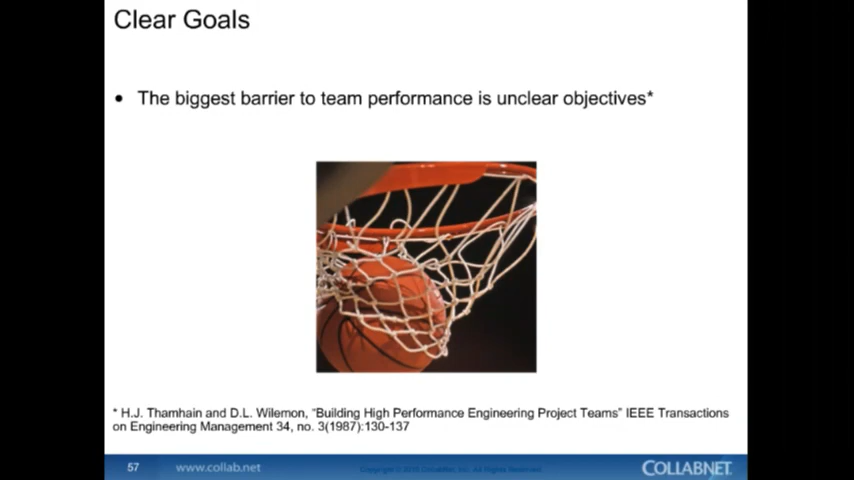 Clear Goals
• The biggest barrier to team performance is unclear objectives*
* H.J. Thamhain and D.L. Wilemon, “Building High Performance Engineering Project Teams” IEEE Transactions
on Engineering Management 34, no. 3(1987):130-137
57 www.collab.net COLLABNET